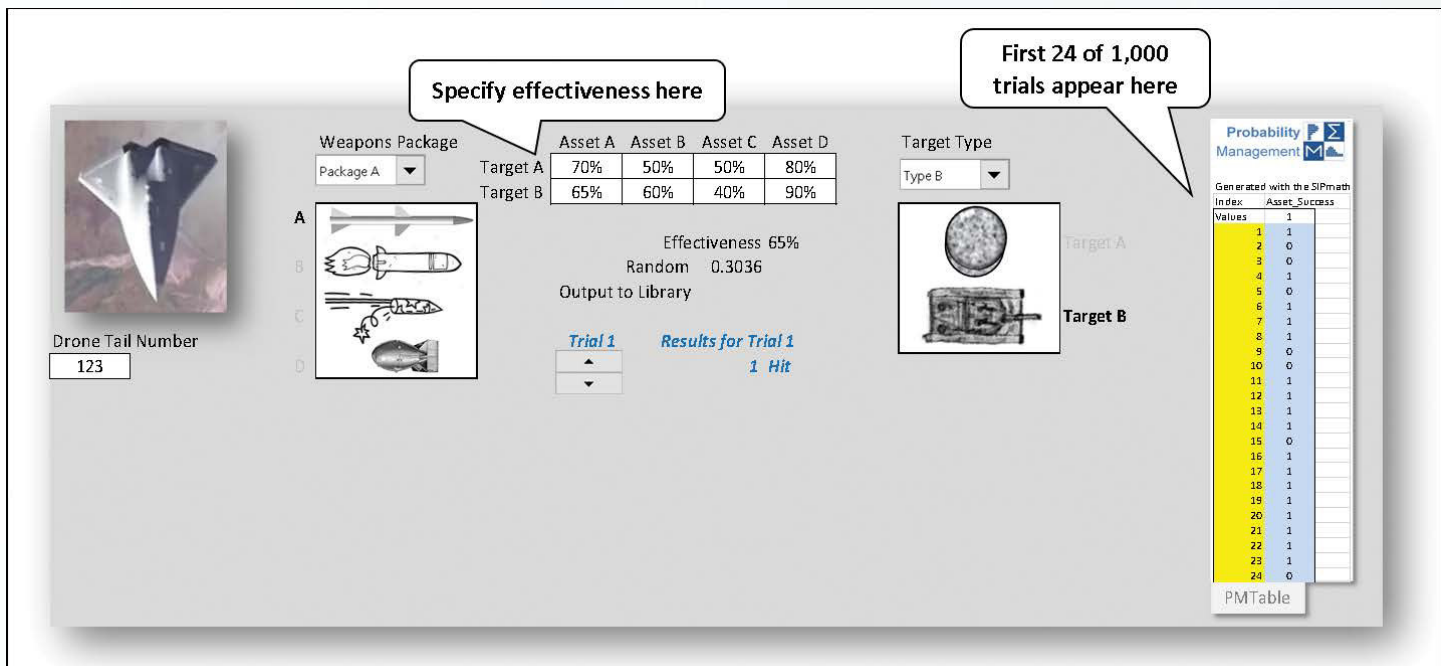 Specify effectiveness here
First 24 of 1,000
trials appear here
Weapons Package
Package A
Asset A Asset B Asset C Asset D
Target A 70% 50% 50% 80%
Target B 65% 60% 40% 90%
Target Type
Type B
A
B
C
D
Effectiveness 65%
Random 0.3036
Output to Library
Trial 1 Results for Trial 1
1 Hit
Target A
Target B
Drone Tail Number
123
Probability P Σ
Management M
Generated with the SIPmath
Index Asset_Success
Values 1
1 1
2 0
3 0
4 1
5 0
6 1
7 1
8 1
9 0
10 0
11 1
12 1
13 1
14 1
15 0
16 1
17 1
18 1
19 1
20 1
21 1
22 1
23 1
24 0
PMTable